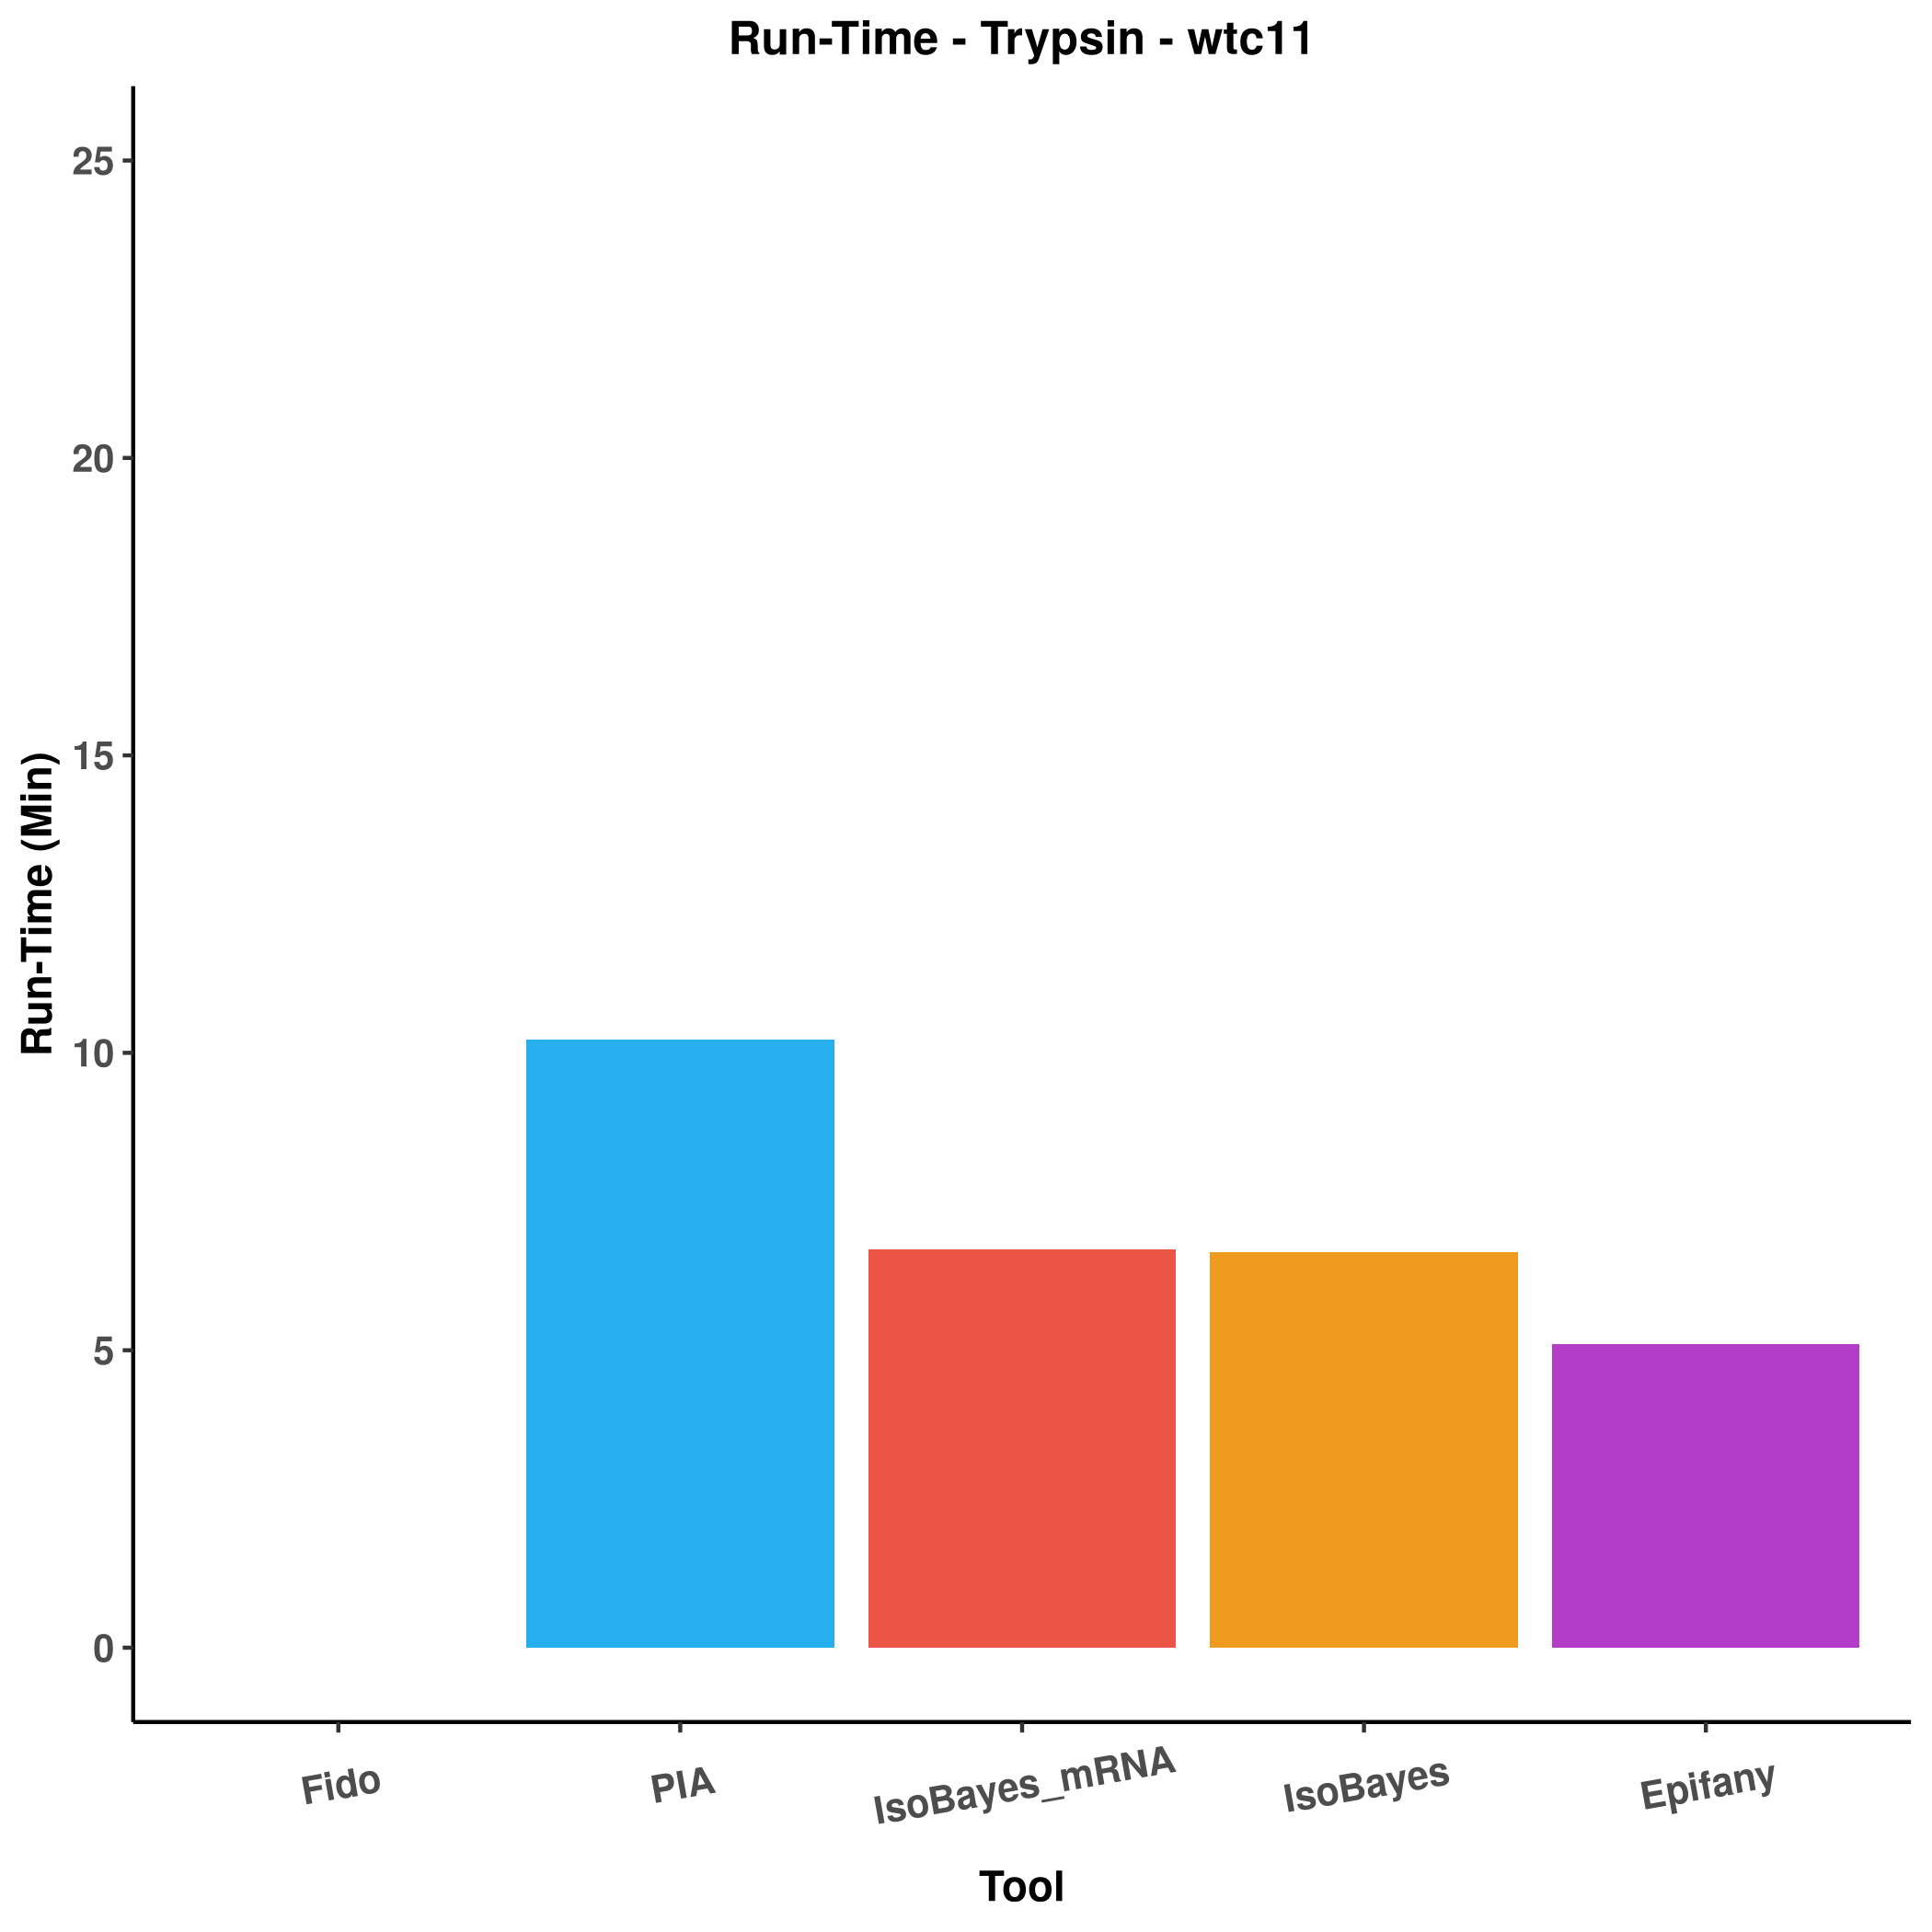 Run-Time - Trypsin - wtc11
Run-Time (Min)
25
20
15
10
5
0
Fido
PIA
IsoBayes_mRNA
IsoBayes
Epifany
Tool